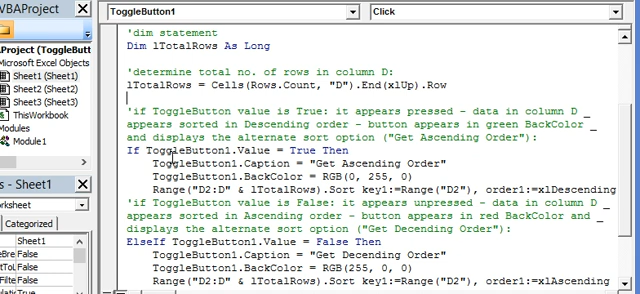 VBAProject
ToggleButton1
Click
AProject (ToggleButt
Microsoft Excel Objects
Sheet1 (Sheet1)
Sheet2 (Sheet2)
Sheet3 (Sheet3)
ThisWorkbook
Modules
Module1
s - Sheet1
rksheet
Categorized
Sheet1
eBre False
False
False
False
'dim statement
Dim lTotalRows As Long
'determine total no. of rows in column D:
lTotalRows = Cells(Rows.Count, "D").End(xlUp).Row
'if ToggleButton value is True: it appears pressed - data in column D _
appears sorted in Descending order - button appears in green BackColor _
and displays the alternate sort option ("Get Ascending Order"):
If ToggleButton1.Value = True Then
ToggleButton1.Caption = "Get Ascending Order"
ToggleButton1.BackColor = RGB(0, 255, 0)
Range("D2:D" & lTotalRows).Sort key1:=Range("D2"), order1:=xlDescending
'if ToggleButton value is False: it appears unpressed - data in column D _
appears sorted in Ascending order - button appears in red BackColor and _
displays the alternate sort option ("Get Decending Order"):
ElseIf ToggleButton1.Value = False Then
ToggleButton1.Caption = "Get Decending Order"
ToggleButton1.BackColor = RGB(255, 0, 0)
Range("D2:D" & lTotalRows).Sort key1:=Range("D2"), order1:=xlAscending